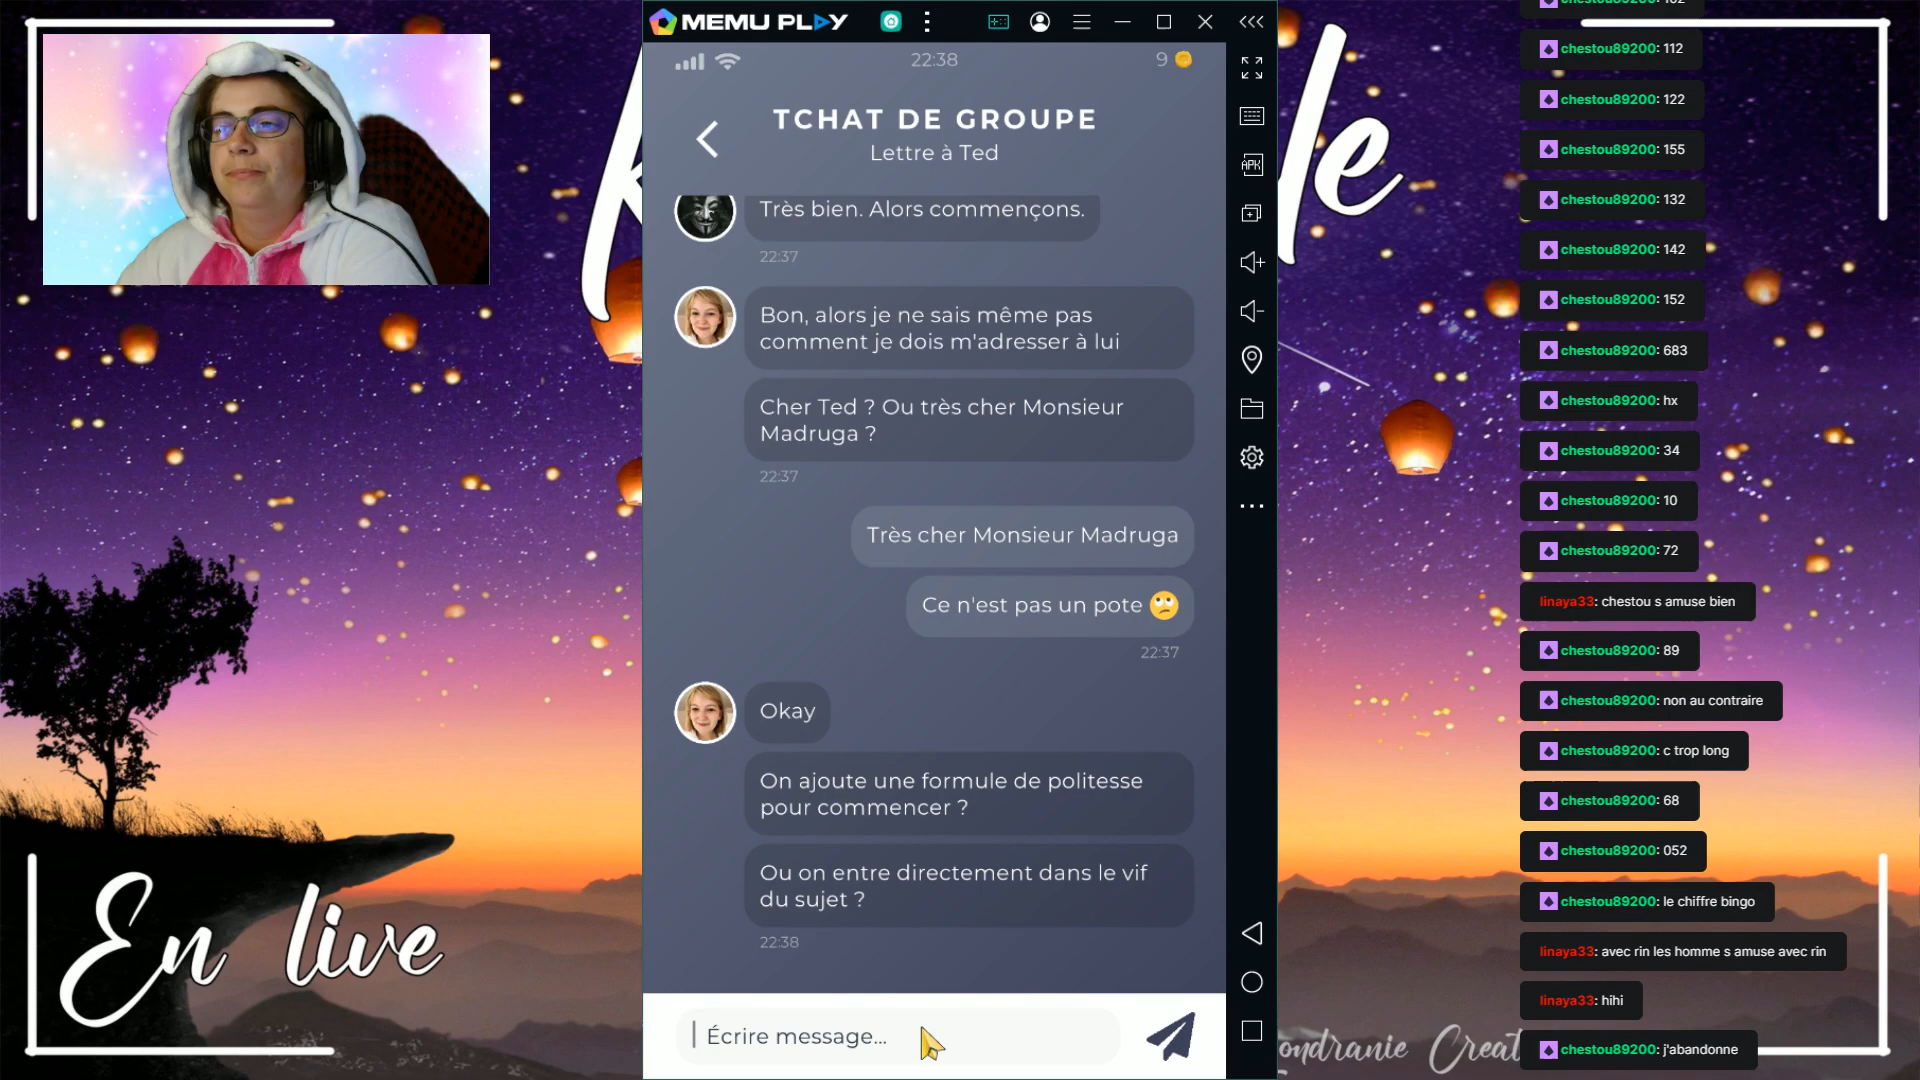 MEMU PLAY
22:38
9
TCHAT DE GROUPE
Lettre à Ted
Très bien. Alors commençons.
22:37
Bon, alors je ne sais même pas
comment je dois m'adresser à lui
Cher Ted ? Ou très cher Monsieur
Madruga ?
22:37
Très cher Monsieur Madruga
Ce n'est pas un pote 🙄
22:37
Okay
On ajoute une formule de politesse
pour commencer ?
Ou on entre directement dans le vif
du sujet ?
22:38
Écrire message...
APK
En live
chestou89200: 112
chestou89200: 122
chestou89200: 155
chestou89200: 132
chestou89200: 142
chestou89200: 152
chestou89200: 683
chestou89200: hx
chestou89200: 34
chestou89200: 10
chestou89200: 72
linaya33: chestou s amuse bien
chestou89200: 89
chestou89200: non au contraire
chestou89200: c trop long
chestou89200: 68
chestou89200: 052
chestou89200: le chiffre bingo
linaya33: avec rin les homme s amuse avec rin
linaya33: hihi
chestou89200: j'abandonne